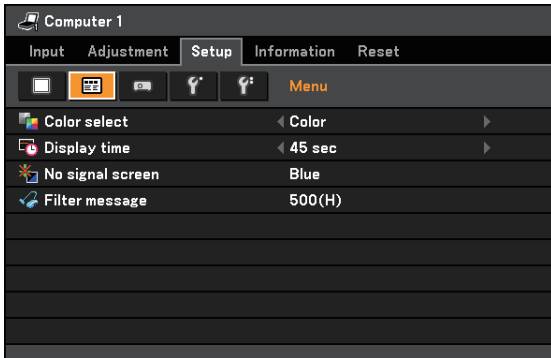 Computer 1
Input Adjustment Setup Information Reset
Menu
Color select Color
Display time 45 sec
No signal screen Blue
Filter message 500(H)